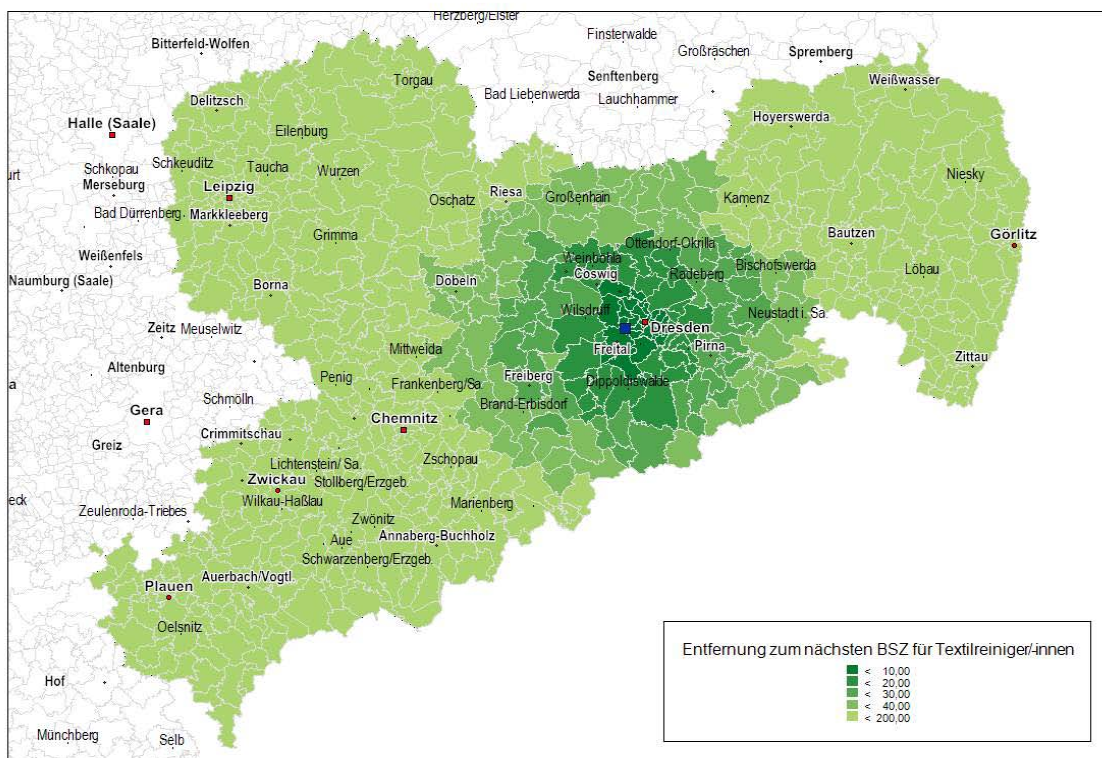 Herzberg/Elster
Bitterfeld-Wolfen
Finsterwalde
Großräschen
Spremberg
Torgau
Senftenberg
Weißwasser
Bad Liebenwerda
Lauchhammer
Delitzsch
Hoyerswerda
Halle (Saale)
Eilenburg
Schkopau
Schkeuditz
Taucha
Wurzen
Niesky
Merseburg
Leipzig
Riesa
Großenhain
Kamenz
Oschatz
Bad Dürrenberg
Markkleeberg
Grimma
Bautzen
Görlitz
Ottendorf-Okrilla
Weißenfels
Weinböhla
Bischofswerda
Löbau
Coswig
Radeberg
Naumburg (Saale)
Döbeln
Borna
Wilsdruff
Neustadt i. Sa.
Zeitz
Meuselwitz
Dresden
Mittweida
Freital
Pirna
Zittau
Altenburg
Penig
Freiberg
Frankenberg/Sa.
Dippoldiswalde
Schmölln
Brand-Erbisdorf
Gera
Chemnitz
Crimmitschau
Greiz
Lichtenstein/ Sa.
Zschopau
Zwickau
Stollberg/Erzgeb.
Wilkau-Haßlau
Marienberg
Zeulenroda-Triebes
Zwönitz
Aue
Annaberg-Buchholz
Schwarzenberg/Erzgeb.
Auerbach/Vogtl.
Plauen
Oelsnitz
Hof
Münchberg
Selb
Entfernung zum nächsten BSZ für Textilreiniger/-innen
< 10,00
< 20,00
< 30,00
< 40,00
< 200,00